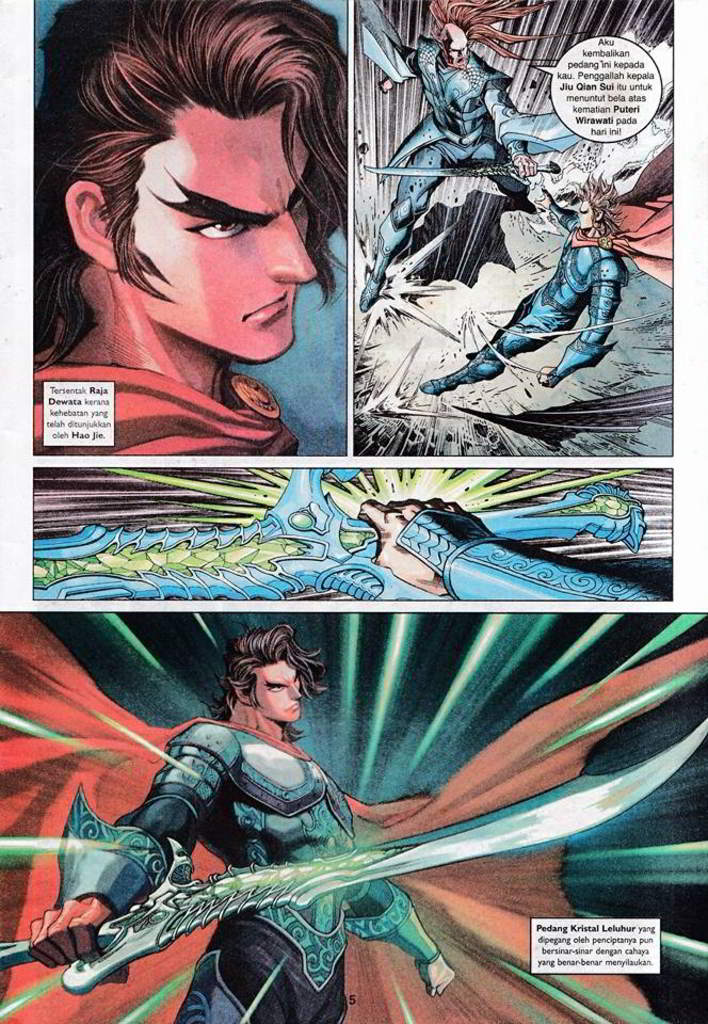 Tersentak Raja
Dewata kerana
kehebatan yang
telah ditunjukkan
oleh Hao Jie.
Aku
kembalikan
pedang ini kepada
kau. Penggallah kepala
Jiu Qian Sui itu untuk
menuntut bela atas
kematian Puteri
Wirawati pada
hari ini!
Pedang Kristal Leluhur yang
dipegang oleh penciptanya pun
bersinar-sinar dengan cahaya
yang benar-benar menyilaukan.
5